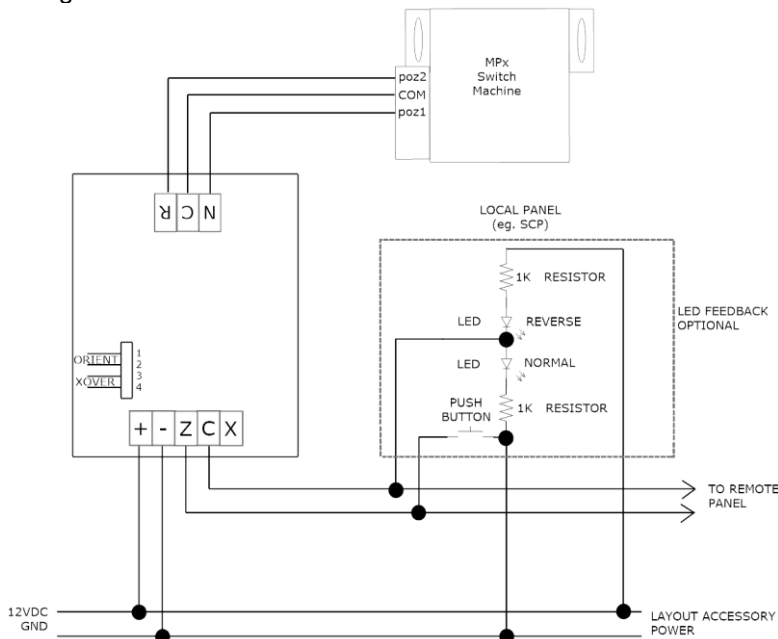 MPx
Switch
Machine
poz2
COM
poz1
R C N
LOCAL PANEL
(eg. SCP)
1K RESISTOR
LED REVERSE
LED FEEDBACK
OPTIONAL
LED NORMAL
PUSH
BUTTON
1K RESISTOR
ORIENT
XOVER
1
2
3
4
+ - Z C X
TO REMOTE
PANEL
12VDC
GND
LAYOUT ACCESSORY
POWER